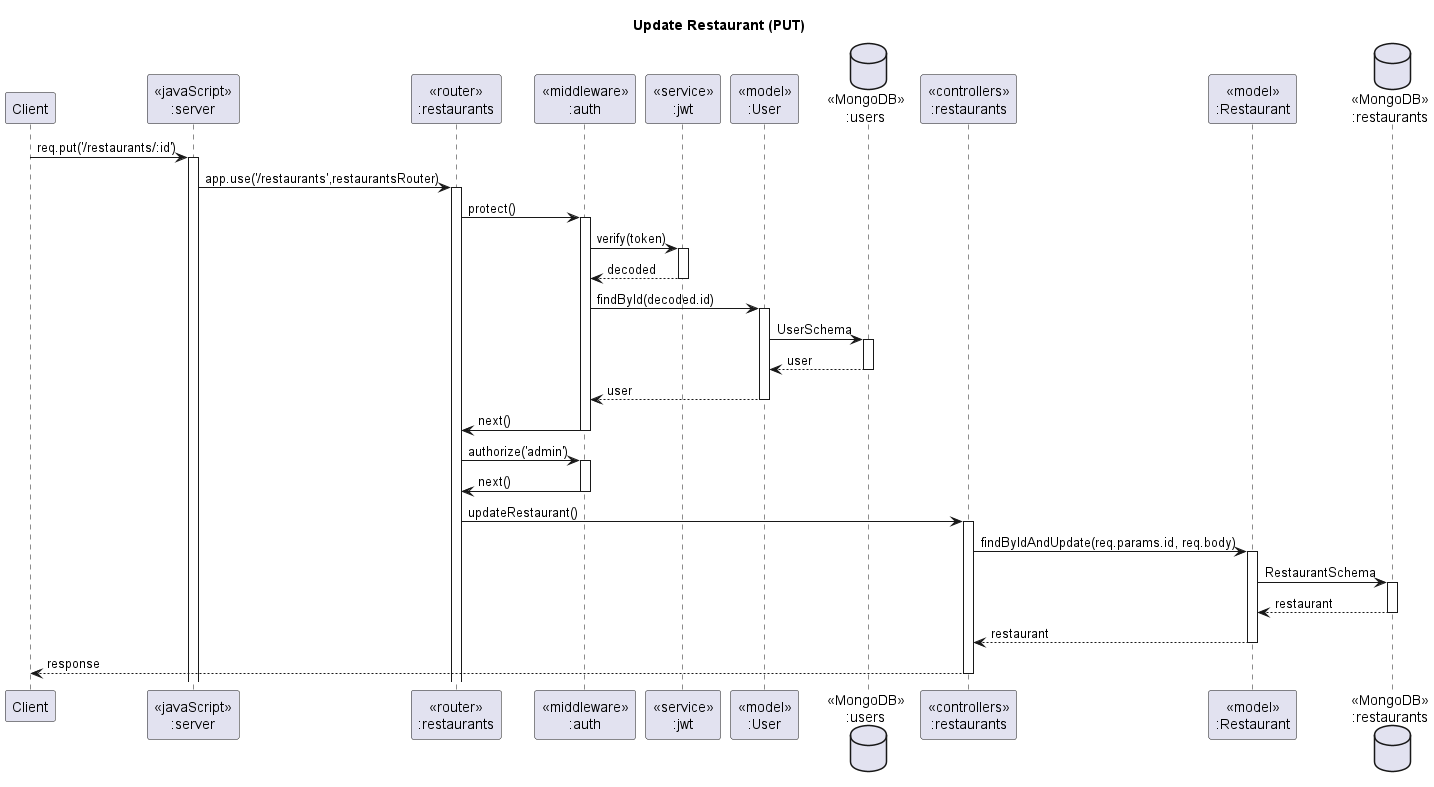 Update Restaurant (PUT)
Client
«javaScript»
:server
«router»
:restaurants
«middleware»
:auth
«service»
:jwt
«model»
:User
«MongoDB»
:users
«controllers»
:restaurants
«model»
:Restaurant
«MongoDB»
:restaurants
req.put('/restaurants/:id')
app.use('/restaurants',restaurantsRouter)
protect()
verify(token)
decoded
findById(decoded.id)
UserSchema
user
user
next()
authorize('admin')
next()
updateRestaurant()
findByIdAndUpdate(req.params.id, req.body)
RestaurantSchema
restaurant
restaurant
response
Client
«javaScript»
:server
«router»
:restaurants
«middleware»
:auth
«service»
:jwt
«model»
:User
«MongoDB»
:users
«controllers»
:restaurants
«model»
:Restaurant
«MongoDB»
:restaurants